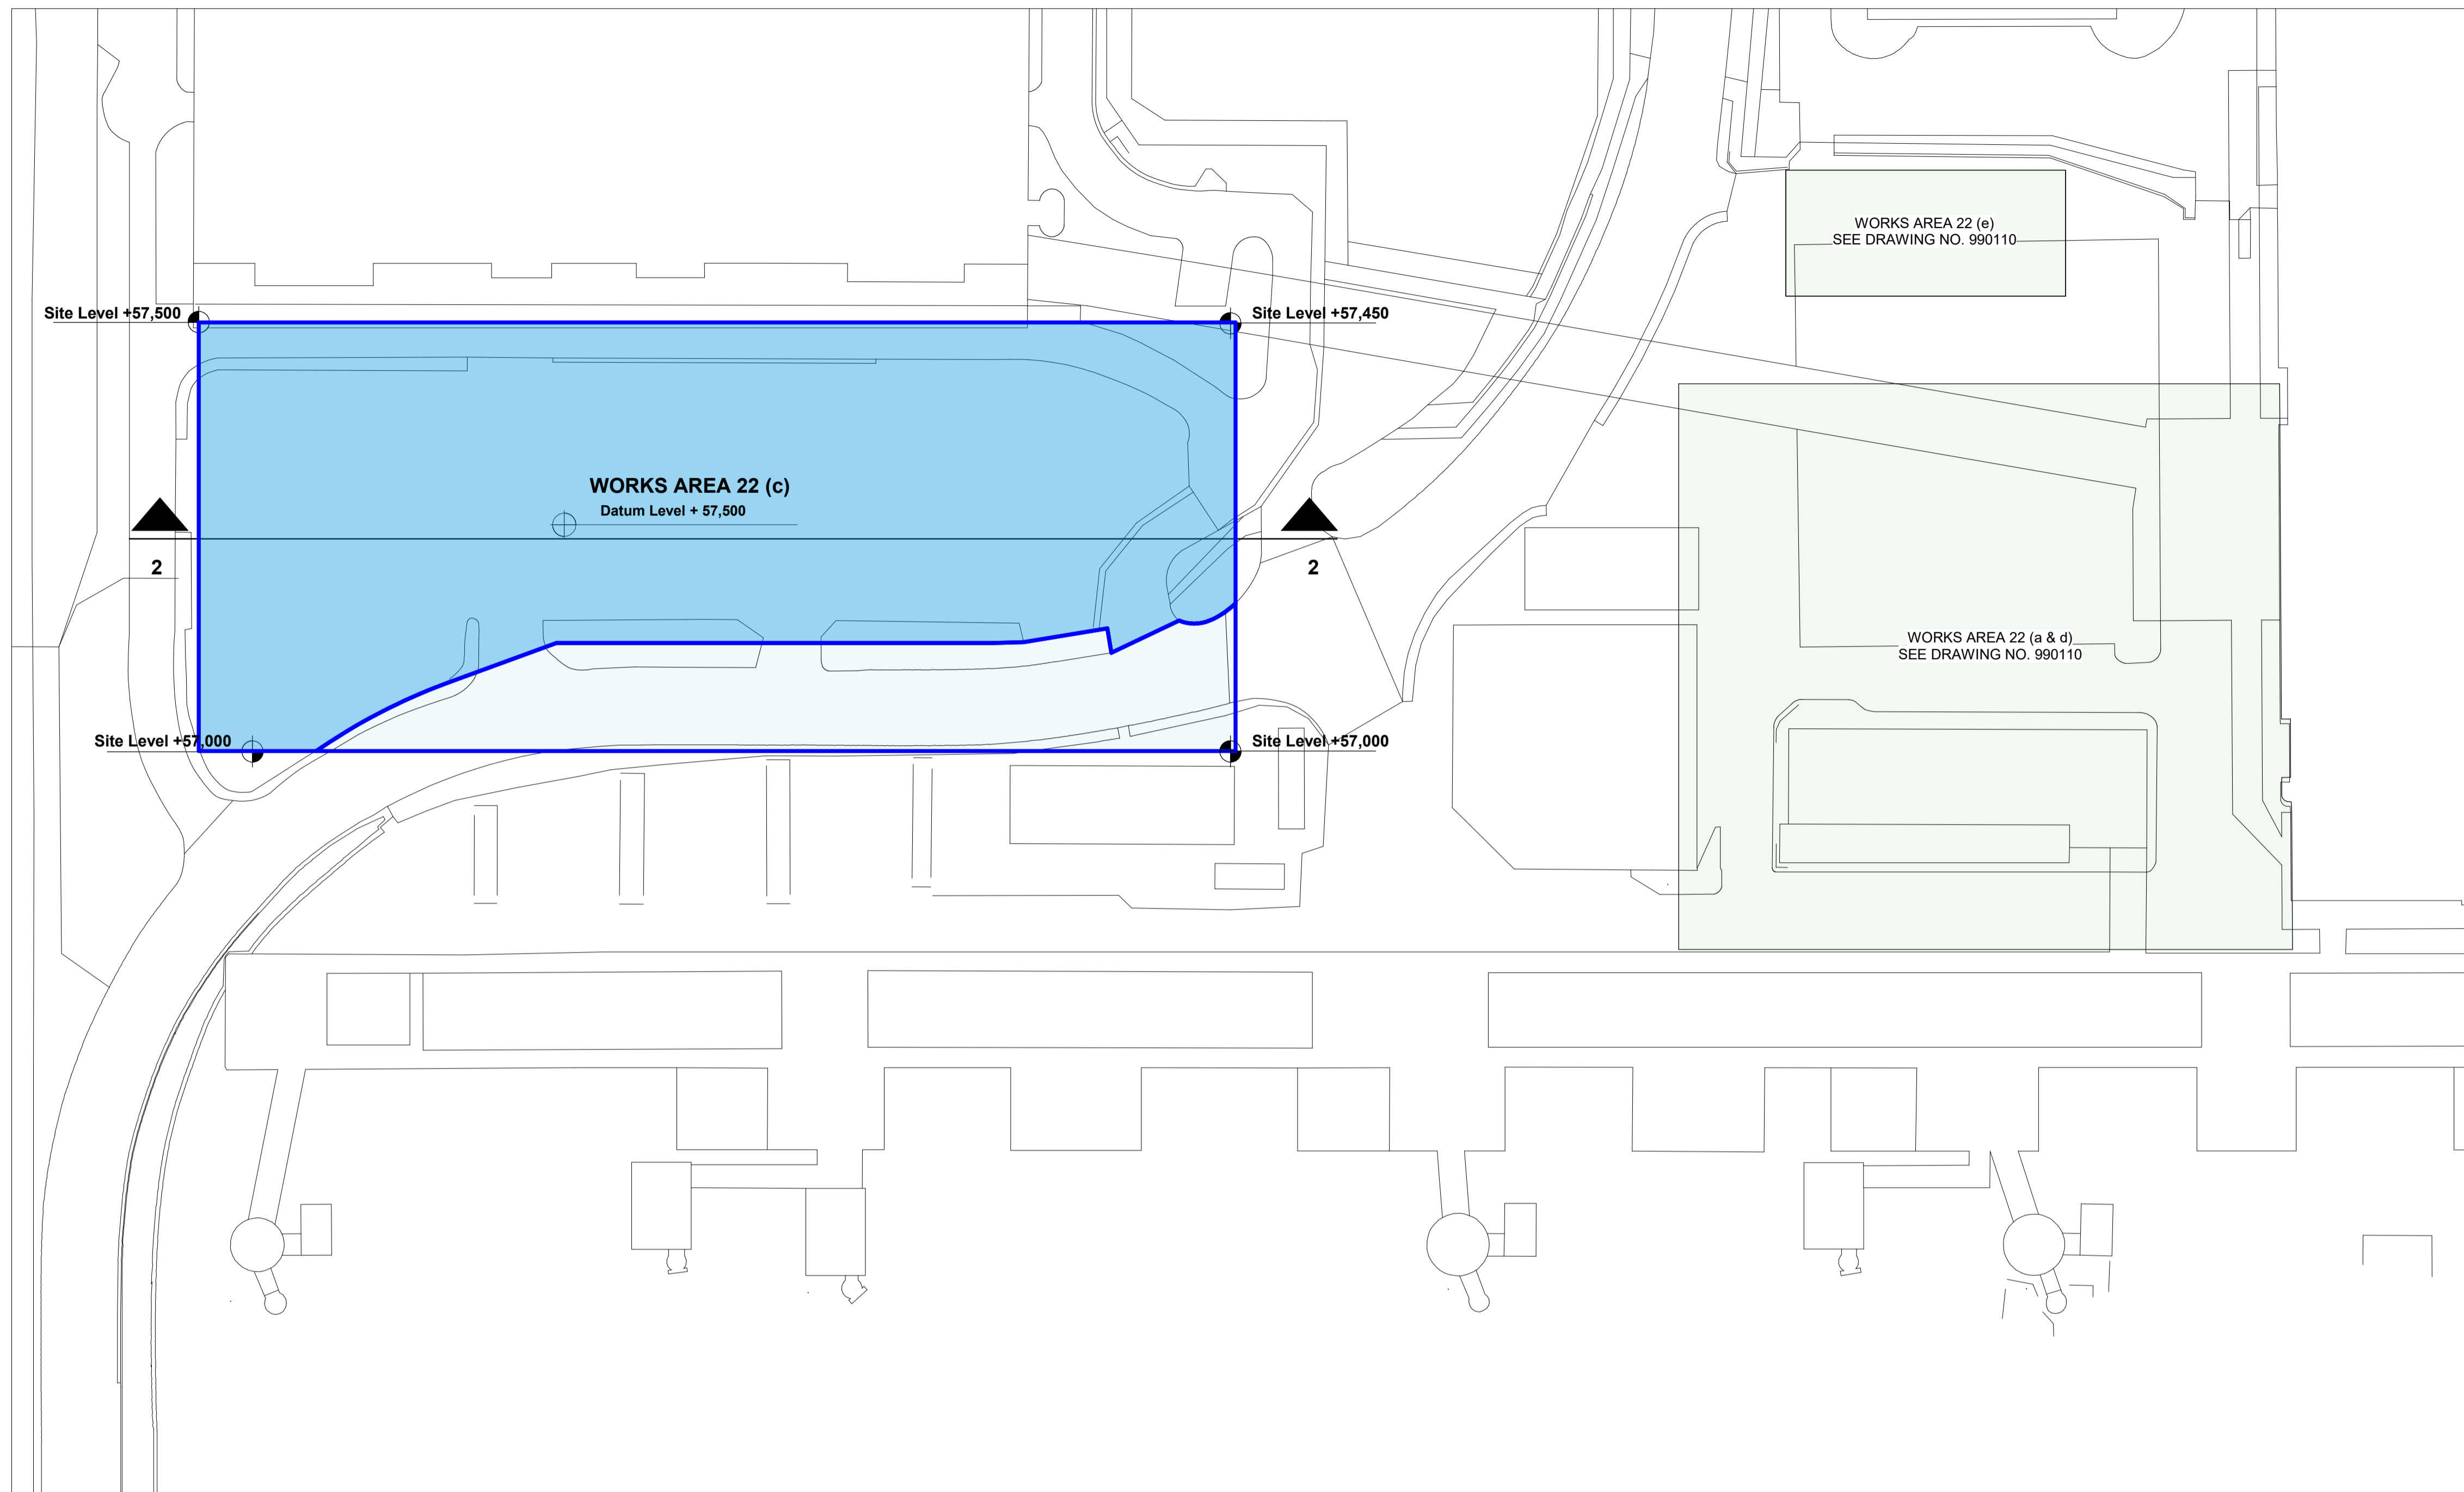 WORKS AREA 22 (e)
SEE DRAWING NO. 990110
Site Level +57,500
Site Level +57,450
WORKS AREA 22 (c)
Datum Level + 57,500
2
2
WORKS AREA 22 (a & d)
SEE DRAWING NO. 990110
Site Level +57,000
Site Level +57,000